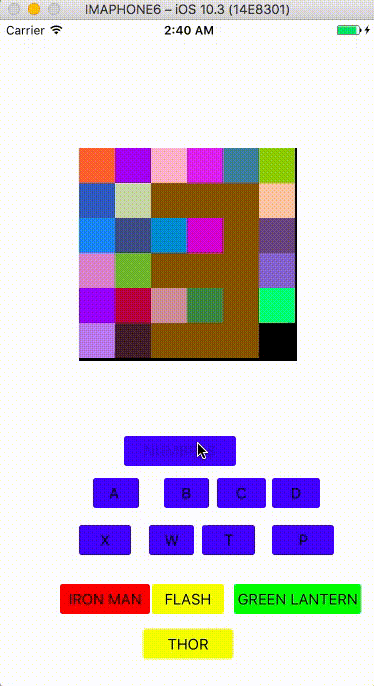 IMAPHONE6 – iOS 10.3 (14E8301)
Carrier 2:40 AM
NUMBERS
A B C D
X W T P
IRON MAN FLASH GREEN LANTERN
THOR